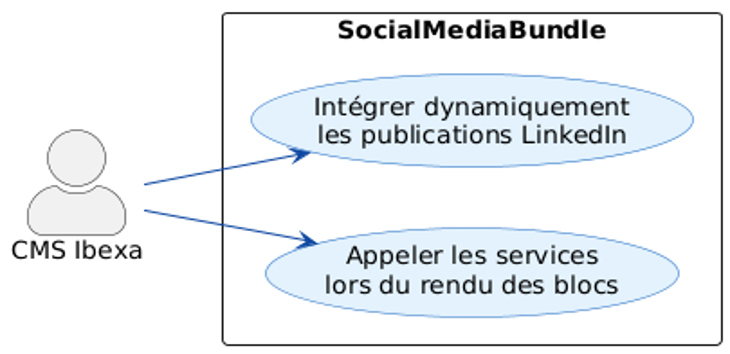 SocialMediaBundle
Intégrer dynamiquement
les publications LinkedIn
CMS Ibexa
Appeler les services
lors du rendu des blocs